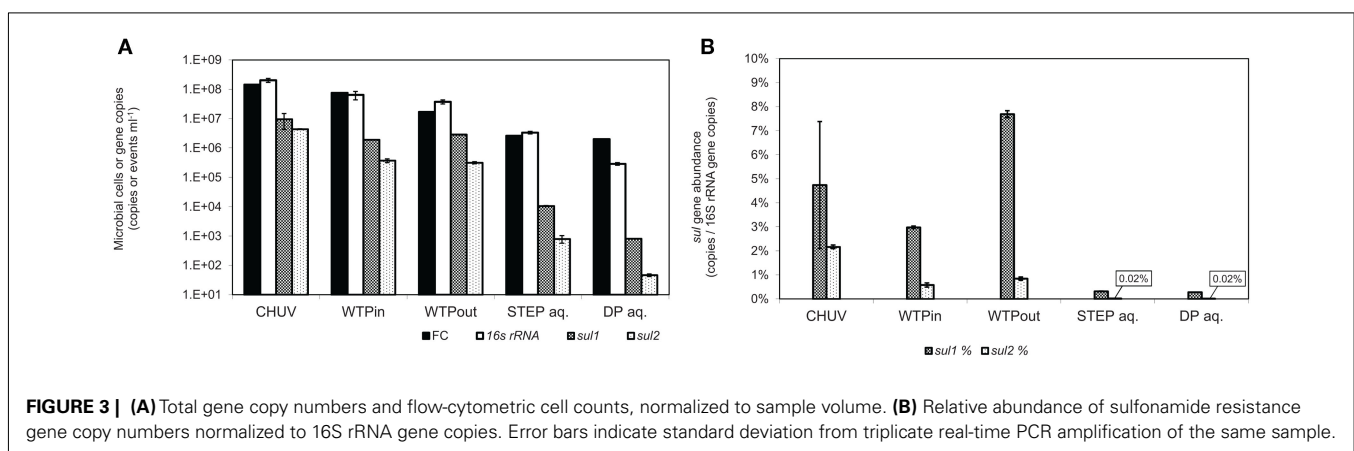 A
Microbial cells or gene copies
(copies or events ml-1)
1.E+09
1.E+08
1.E+07
1.E+06
1.E+05
1.E+04
1.E+03
1.E+02
1.E+01
CHUV WTPin WTPout STEP aq. DP aq.
FC 16s rRNA sul1 sul2
B
sul gene abundance
(copies / 16S rRNA gene copies)
10%
9%
8%
7%
6%
5%
4%
3%
2%
1%
0%
0.02% 0.02%
CHUV WTPin WTPout STEP aq. DP aq.
sul1 % sul2 %
FIGURE 3 | (A) Total gene copy numbers and flow-cytometric cell counts, normalized to sample volume. (B) Relative abundance of sulfonamide resistance
gene copy numbers normalized to 16S rRNA gene copies. Error bars indicate standard deviation from triplicate real-time PCR amplification of the same sample.